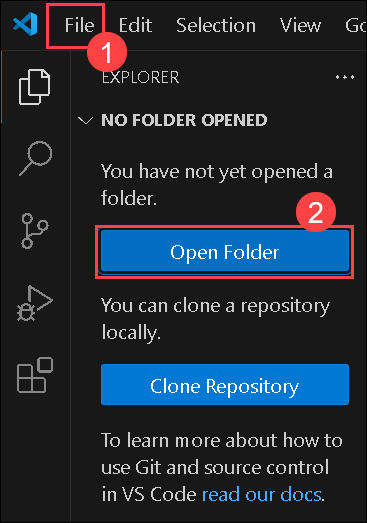 File Edit Selection View Go
1
EXPLORER ...
NO FOLDER OPENED
You have not yet opened a
folder.
2
Open Folder
You can clone a repository
locally.
Clone Repository
To learn more about how to
use Git and source control
in VS Code read our docs.